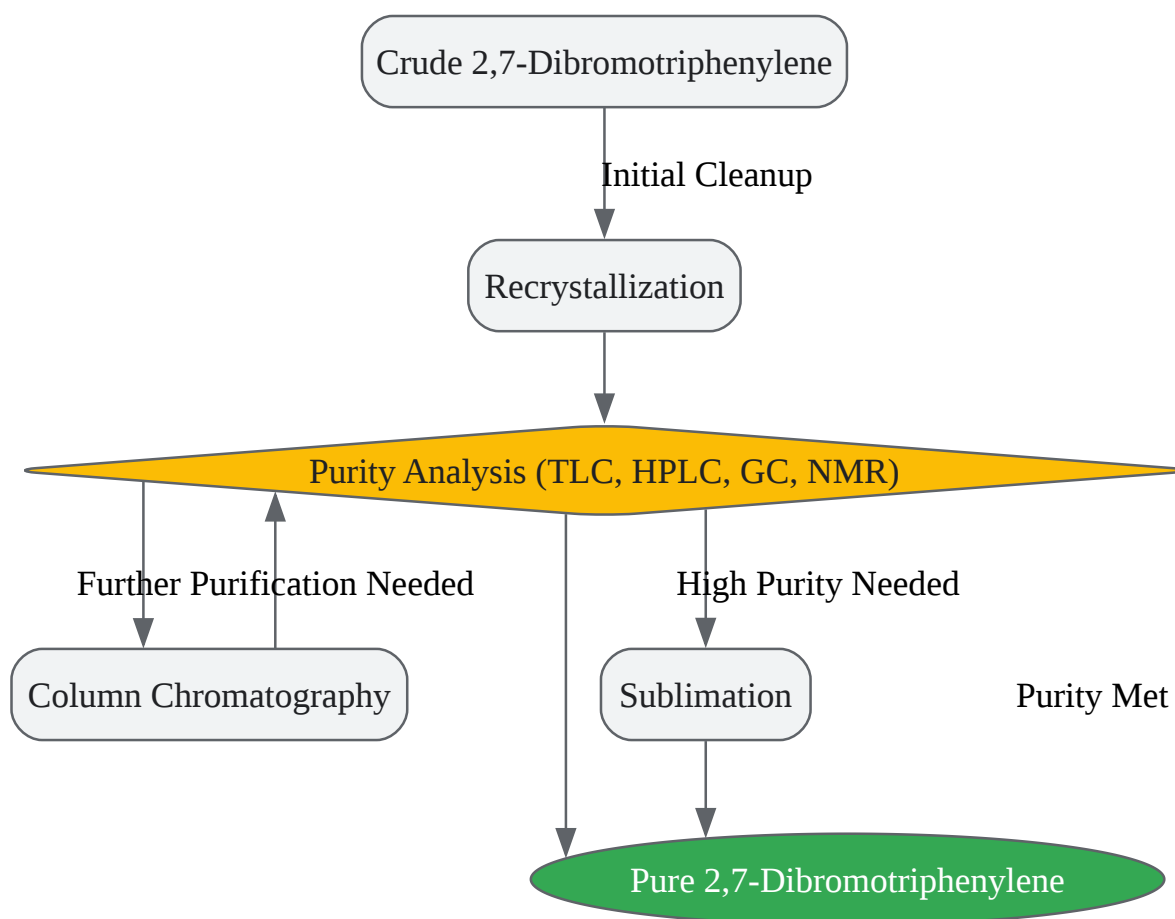 Crude 2,7-Dibromotriphenylene
Initial Cleanup
Recrystallization
Purity Analysis (TLC, HPLC, GC, NMR)
Further Purification Needed
High Purity Needed
Column Chromatography
Sublimation
Purity Met
Pure 2,7-Dibromotriphenylene